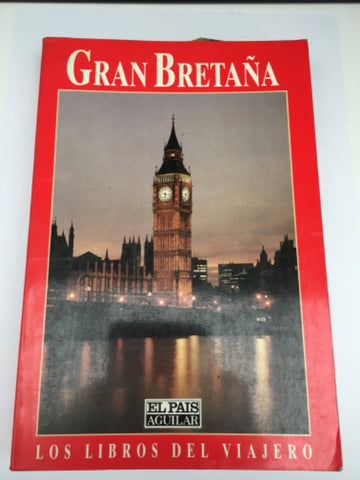 GRAN BRETAÑA
EL PAIS
AGUILAR
LOS LIBROS DEL VIAJERO